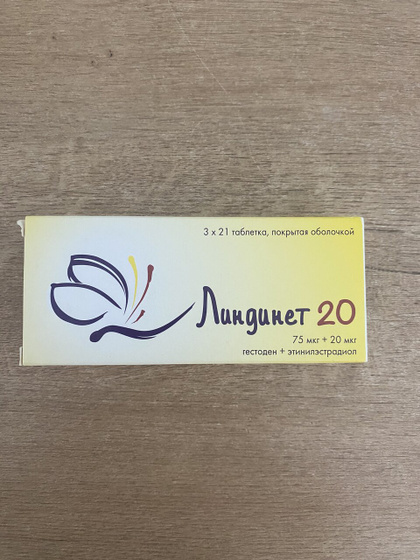 3 x 21 таблетка, покрытая оболочкой
Линдинет 20
75 мкг + 20 мкг
гестоден + этинилэстрадиол